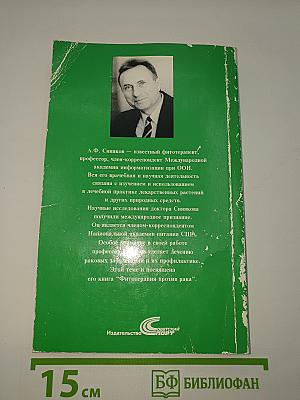 А.Ф. Синяков — известный фитотерапевт,
профессор, член-корреспондент Международной
академии информатизации при ООН.
Вся его врачебная и научная деятельность
связана с изучением и использованием
в лечебной практике лекарственных растений
и других природных средств.
Научные исследования доктора Синякова
получили международное признание.
Он является членом-корреспондентом
Национальной академии питания США.
Особое внимание в своей работе
профессор уделяет лечению
раковых заболеваний и их профилактике.
Этой теме и посвящена
его книга "Фитотерапия против рака".
Издательство Советский спорт
15 см
БФ БИБЛИОФАН